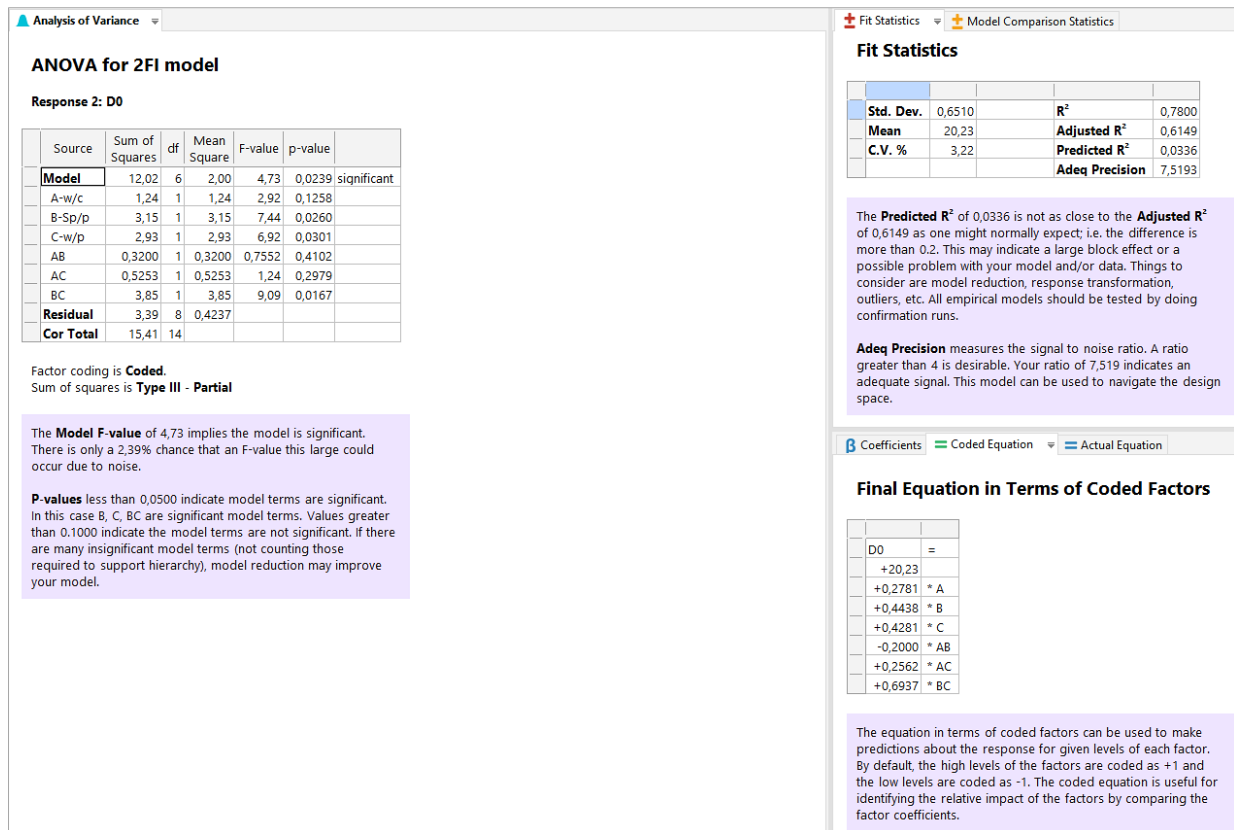 Analysis of Variance
ANOVA for 2FI model
Response 2: D0
Source Sum of Squares df Mean Square F-value p-value
Model 12,02 6 2,00 4,73 0,0239 significant
A-w/c 1,24 1 1,24 2,92 0,1258
B-Sp/p 3,15 1 3,15 7,44 0,0260
C-w/p 2,93 1 2,93 6,92 0,0301
AB 0,3200 1 0,3200 0,7552 0,4102
AC 0,5253 1 0,5253 1,24 0,2979
BC 3,85 1 3,85 9,09 0,0167
Residual 3,39 8 0,4237
Cor Total 15,41 14
Factor coding is Coded.
Sum of squares is Type III - Partial
The Model F-value of 4,73 implies the model is significant.
There is only a 2,39% chance that an F-value this large could
occur due to noise.
P-values less than 0,0500 indicate model terms are significant.
In this case B, C, BC are significant model terms. Values greater
than 0.1000 indicate the model terms are not significant. If there
are many insignificant model terms (not counting those
required to support hierarchy), model reduction may improve
your model.
Fit Statistics Model Comparison Statistics
Fit Statistics
Std. Dev. 0,6510 R² 0,7800
Mean 20,23 Adjusted R² 0,6149
C.V. % 3,22 Predicted R² 0,0336
Adeq Precision 7,5193
The Predicted R² of 0,0336 is not as close to the Adjusted R²
of 0,6149 as one might normally expect; i.e. the difference is
more than 0.2. This may indicate a large block effect or a
possible problem with your model and/or data. Things to
consider are model reduction, response transformation,
outliers, etc. All empirical models should be tested by doing
confirmation runs.
Adeq Precision measures the signal to noise ratio. A ratio
greater than 4 is desirable. Your ratio of 7,519 indicates an
adequate signal. This model can be used to navigate the design
space.
β Coefficients = Coded Equation = Actual Equation
Final Equation in Terms of Coded Factors
D0 =
+20,23
+0,2781 * A
+0,4438 * B
+0,4281 * C
-0,2000 * AB
+0,2562 * AC
+0,6937 * BC
The equation in terms of coded factors can be used to make
predictions about the response for given levels of each factor.
By default, the high levels of the factors are coded as +1 and
the low levels are coded as -1. The coded equation is useful for
identifying the relative impact of the factors by comparing the
factor coefficients.